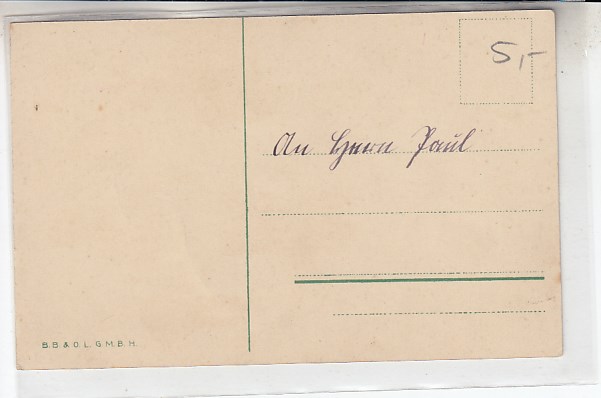 5,-
An Herrn Paul
B.B. & O.L. G.M.B.H.